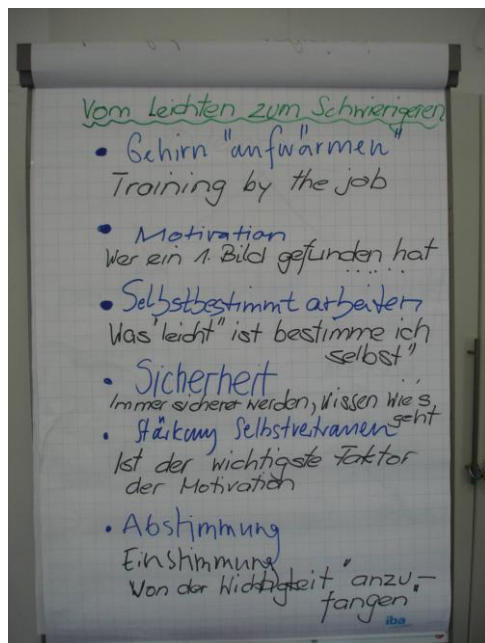 Vom Leichten zum Schwierigeren
• Gehirn "aufwärmen"
Training by the job
• Motivation
Wer ein 1. Bild gefunden hat
.....
• Selbstbestimmt arbeiten
Was "leicht" ist bestimme ich
selbst"
• Sicherheit
Immer sicherer werden, wissen wie's
geht
• Stärkung Selbstvertrauen
Ist der wichtigste Faktor
der Motivation
• Abstimmung
Einstimmung
Von der Wichtigkeit "anzu-
fangen"
iba